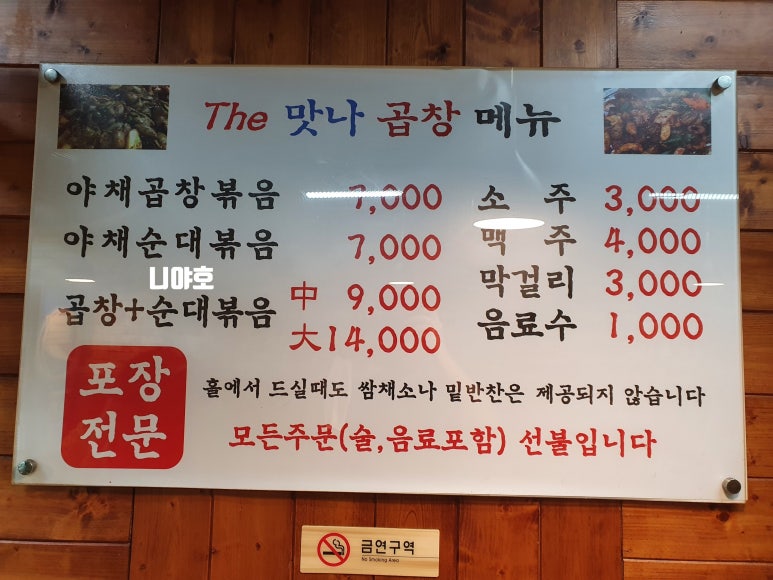 The 맛나 곱창 메뉴
야채곱창볶음 7,000
야채순대볶음 7,000
곱창+순대볶음 中 9,000
大 14,000
소 주 3,000
맥 주 4,000
막걸리 3,000
음료수 1,000
니야호
포장
전문
홀에서 드실때도 쌈채소나 밑반찬은 제공되지 않습니다
모든주문(술,음료포함) 선불입니다
금연구역
No Smoking Area